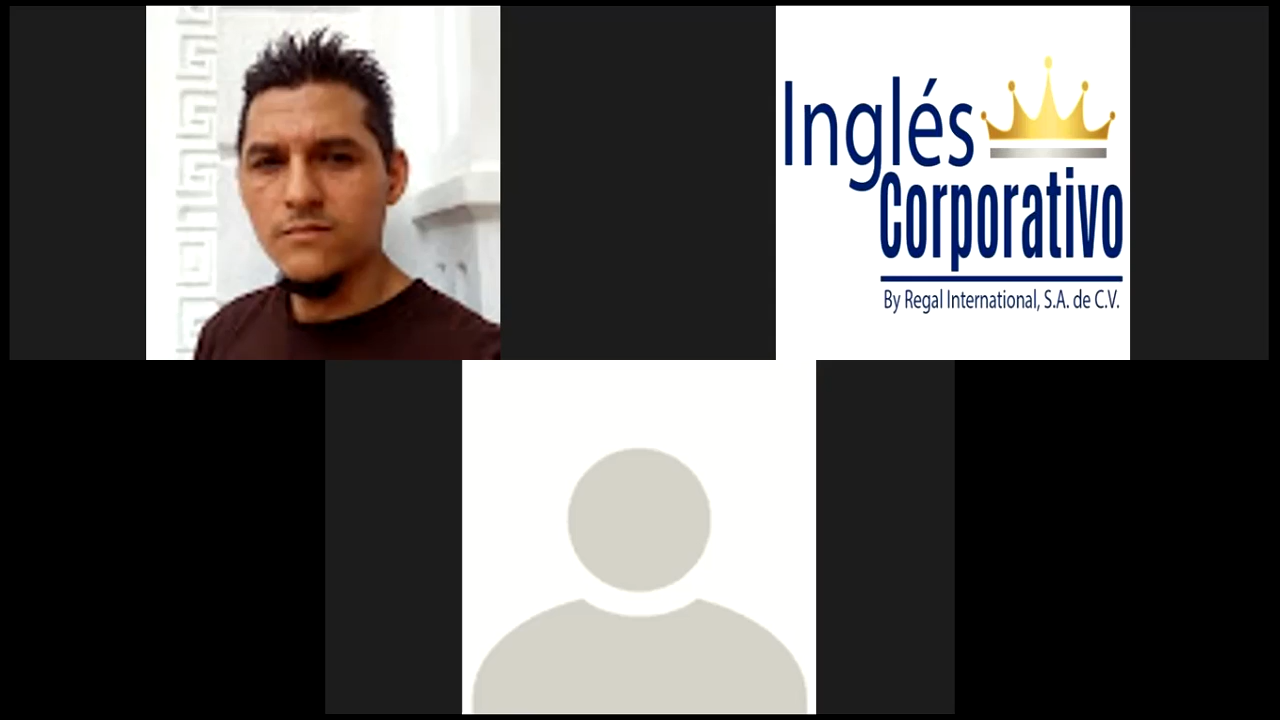 Inglés
Corporativo
By Regal International, S.A. de C.V.